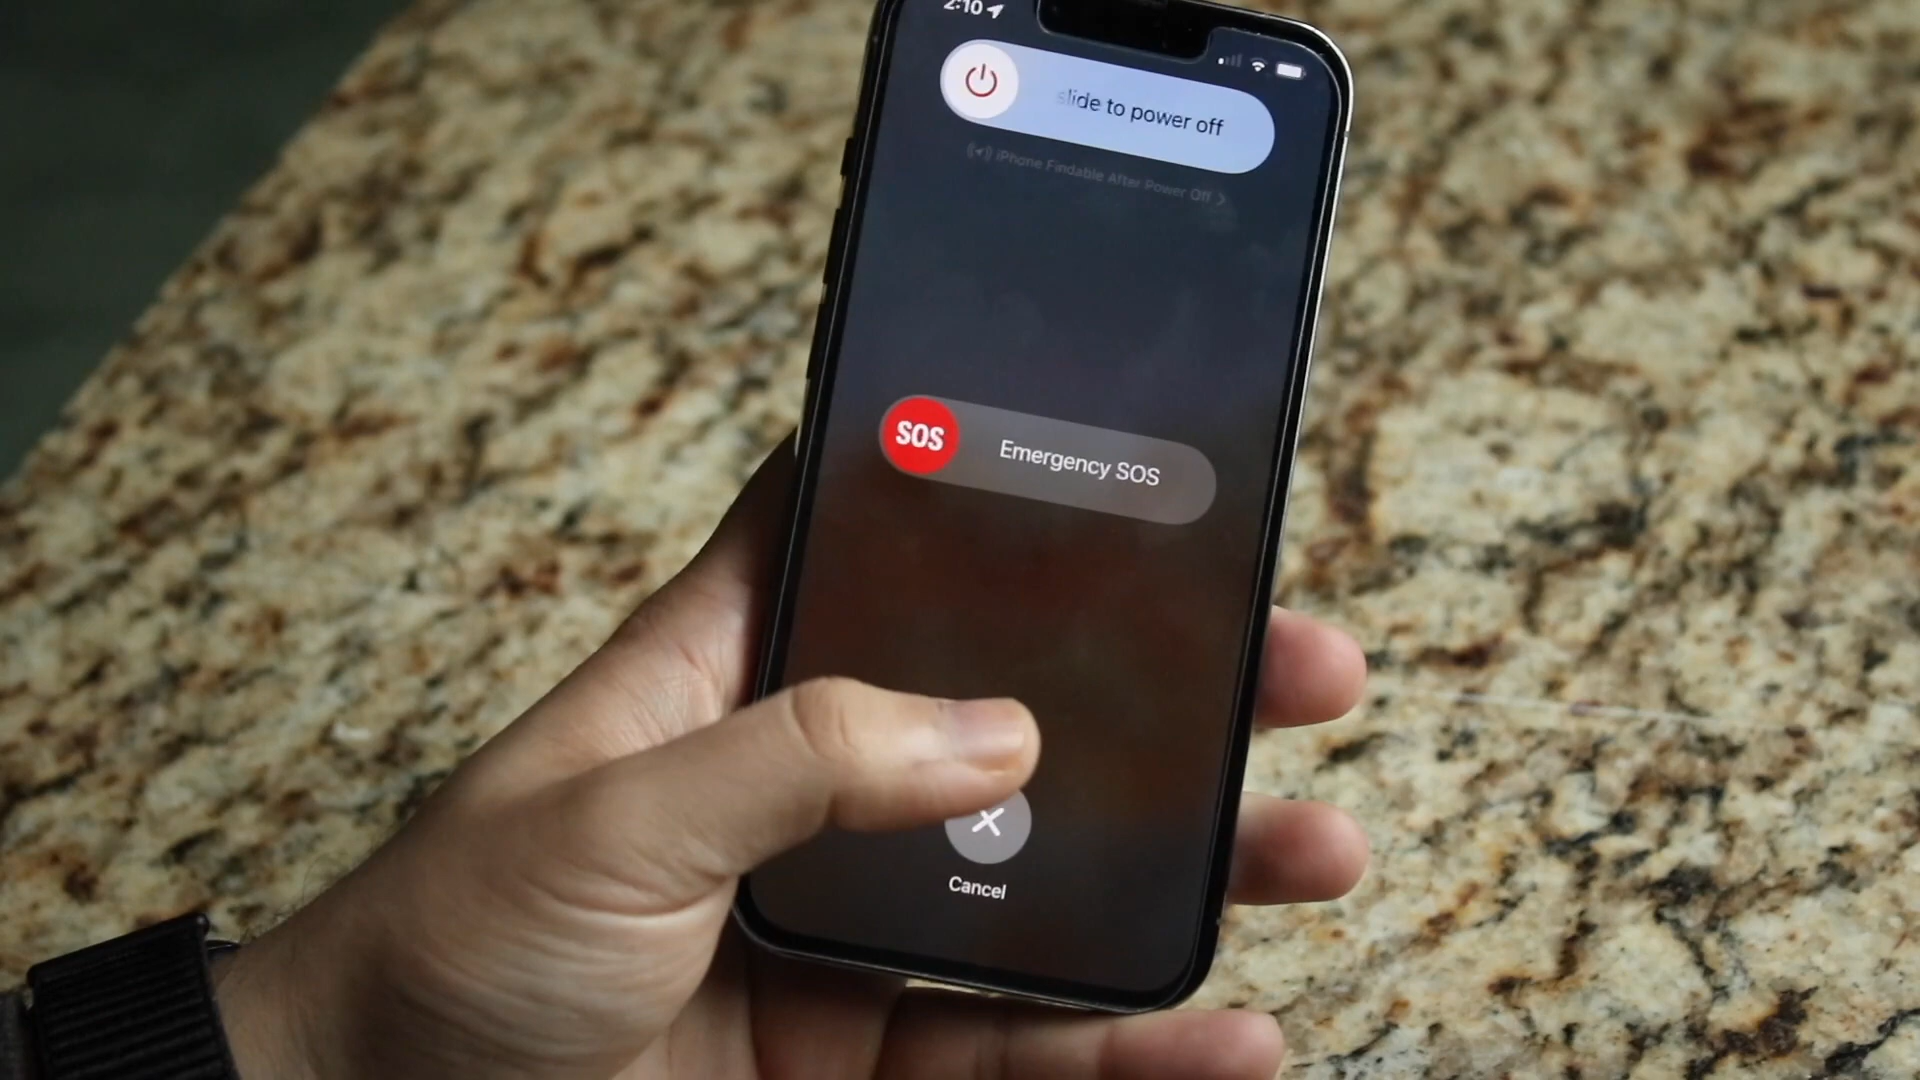 2:10
slide to power off
iPhone Findable After Power Off
SOS
Emergency SOS
Cancel